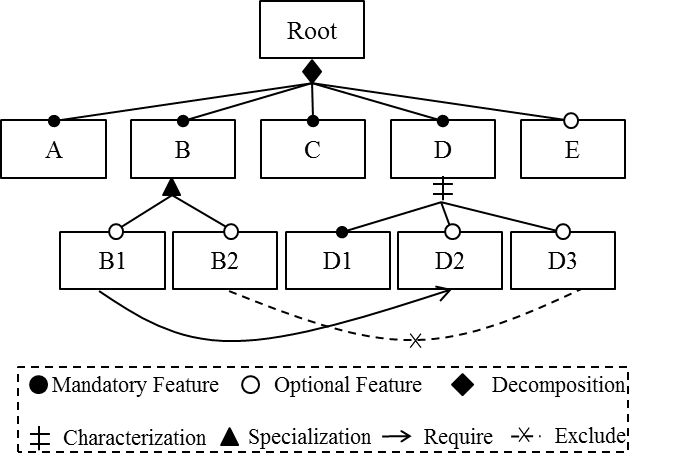 Root
A B C D E
B1 B2 D1 D2 D3
Mandatory Feature Optional Feature Decomposition
Characterization Specialization Require Exclude